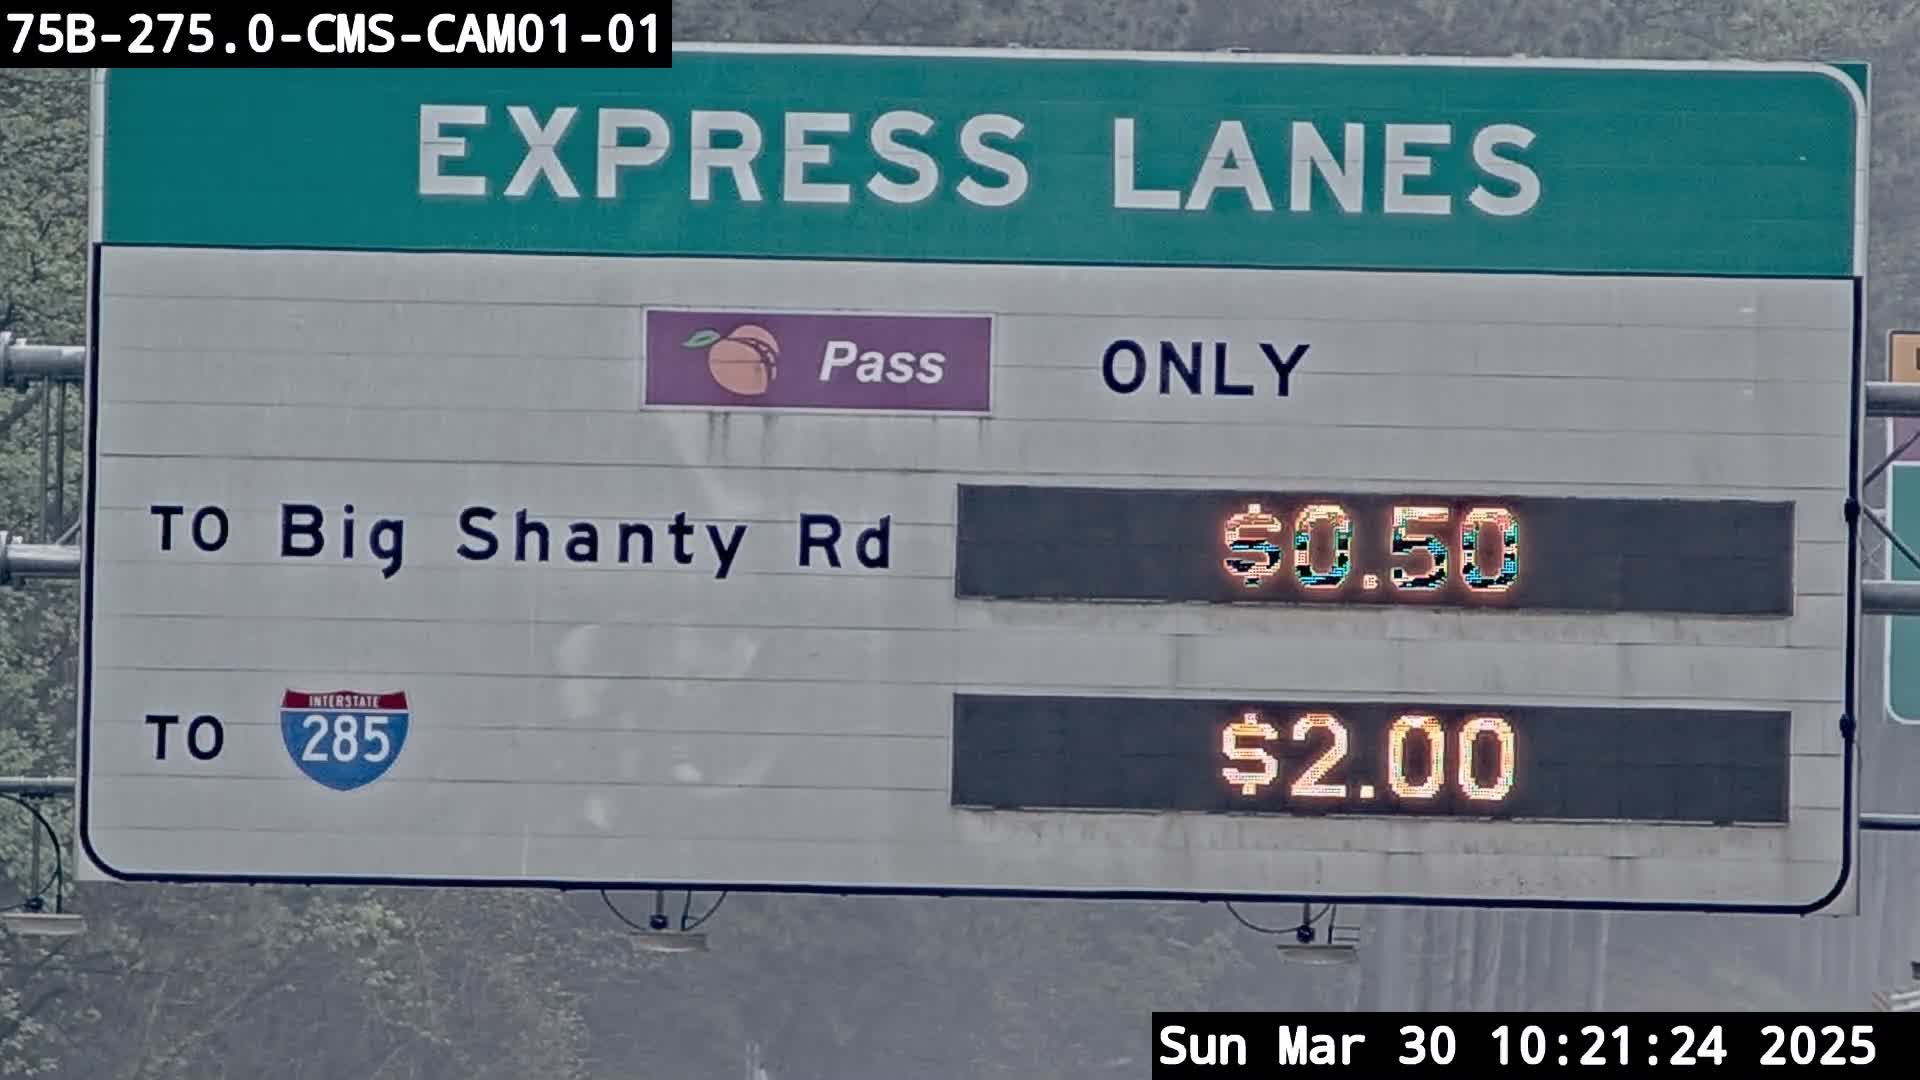 75B-275.0-CMS-CAM01-01
EXPRESS LANES
Pass ONLY
TO Big Shanty Rd $0.50
INTERSTATE
TO 285 $2.00
Sun Mar 30 10:21:24 2025